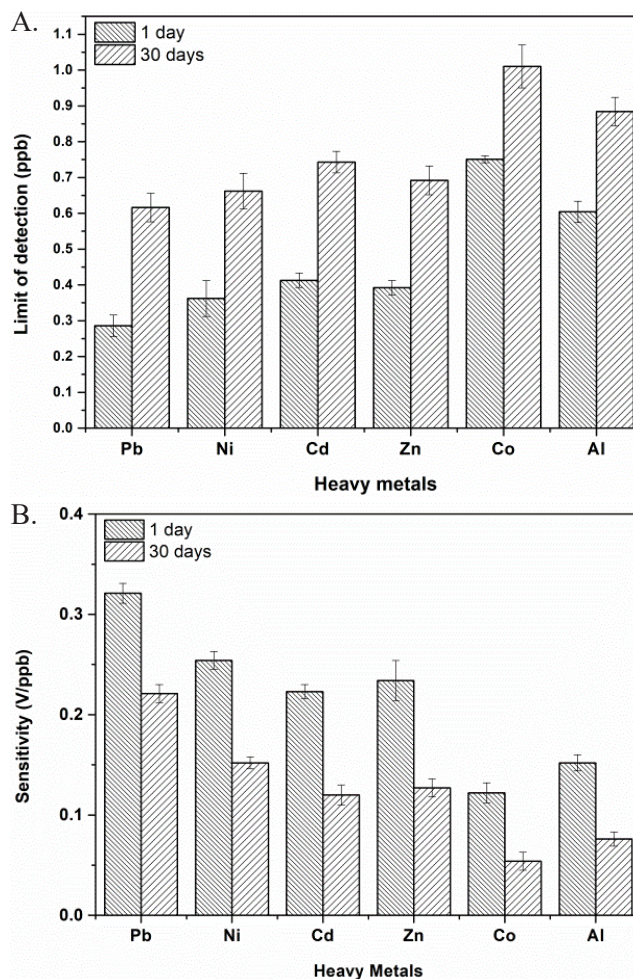 A.
1 day
30 days
Limit of detection (ppb)
1.1
1.0
0.9
0.8
0.7
0.6
0.5
0.4
0.3
0.2
0.1
0.0
Pb Ni Cd Zn Co Al
Heavy metals
B.
1 day
30 days
Sensitivity (V/ppb)
0.4
0.3
0.2
0.1
0.0
Pb Ni Cd Zn Co Al
Heavy Metals